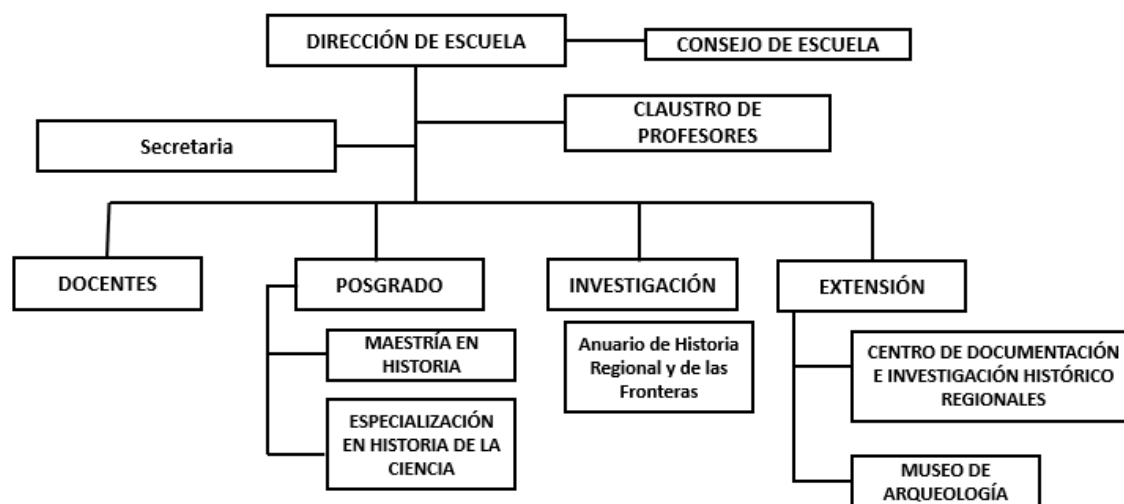 DIRECCIÓN DE ESCUELA
CONSEJO DE ESCUELA
CLAUSTRO DE
PROFESORES
Secretaria
DOCENTES
POSGRADO
INVESTIGACIÓN
EXTENSIÓN
MAESTRÍA EN
HISTORIA
ESPECIALIZACIÓN
EN HISTORIA DE LA
CIENCIA
Anuario de Historia
Regional y de las
Fronteras
CENTRO DE DOCUMENTACIÓN
E INVESTIGACIÓN HISTÓRICO
REGIONALES
MUSEO DE
ARQUEOLOGÍA